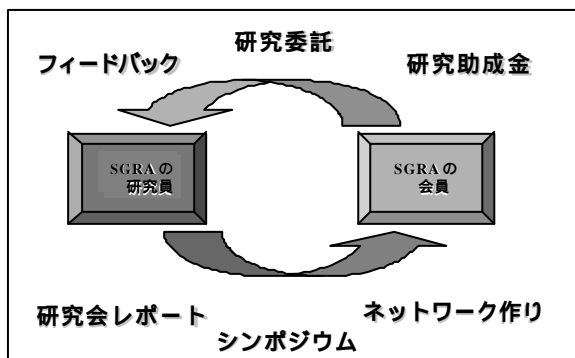 研究委託
フィードバック
研究助成金
SGRAの
研究員
SGRAの
会員
研究会レポート
ネットワーク作り
シンポジウム